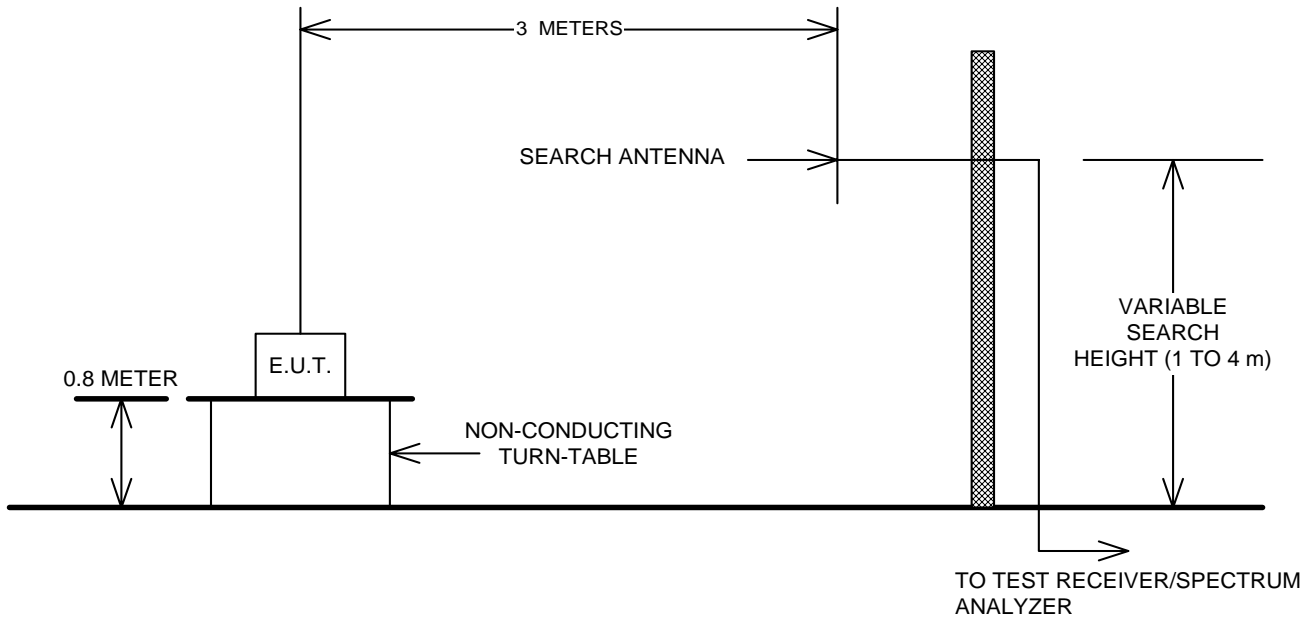 3 METERS
SEARCH ANTENNA
VARIABLE
SEARCH
HEIGHT (1 TO 4 m)
E.U.T.
0.8 METER
NON-CONDUCTING
TURN-TABLE
TO TEST RECEIVER/SPECTRUM
ANALYZER